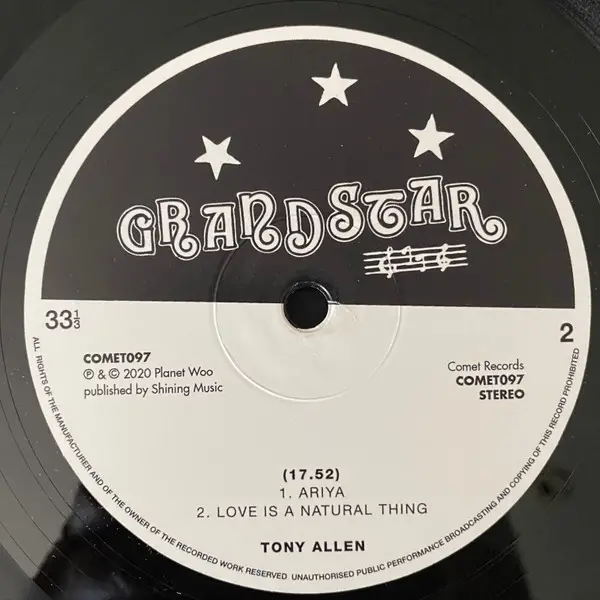 GRANDSTAR
33⅓
2
COMET097
℗ & © 2020 Planet Woo
published by Shining Music
Comet Records
COMET097
STEREO
(17.52)
1. ARIYA
2. LOVE IS A NATURAL THING
TONY ALLEN
ALL RIGHTS OF THE MANUFACTURER AND OF THE OWNER OF THE RECORDED WORK RESERVED UNAUTHORISED PUBLIC PERFORMANCE BROADCASTING AND COPYING OF THIS RECORD PROHIBITED